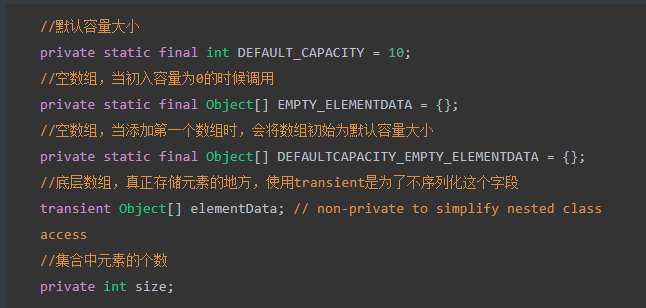 //默认容量大小
private static final int DEFAULT_CAPACITY = 10;
//空数组，当初入容量为0的时候调用
private static final Object[] EMPTY_ELEMENTDATA = {};
//空数组，当添加第一个数组时，会将数组初始为默认容量大小
private static final Object[] DEFAULTCAPACITY_EMPTY_ELEMENTDATA = {};
//底层数组，真正存储元素的地方，使用transient是为了不序列化这个字段
transient Object[] elementData; // non-private to simplify nested class
access
//集合中元素的个数
private int size;